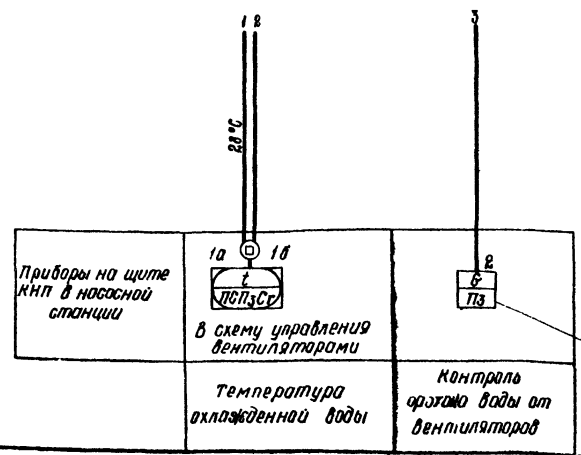 1 2
3
28°С
Приборы на щите
КНП в насосной
станции
1а
1б
t
ПСП₃Сг
В схему управления
вентиляторами
2
G
П3
Температура
охлажденной воды
Контроль
воды от
вентиляторов